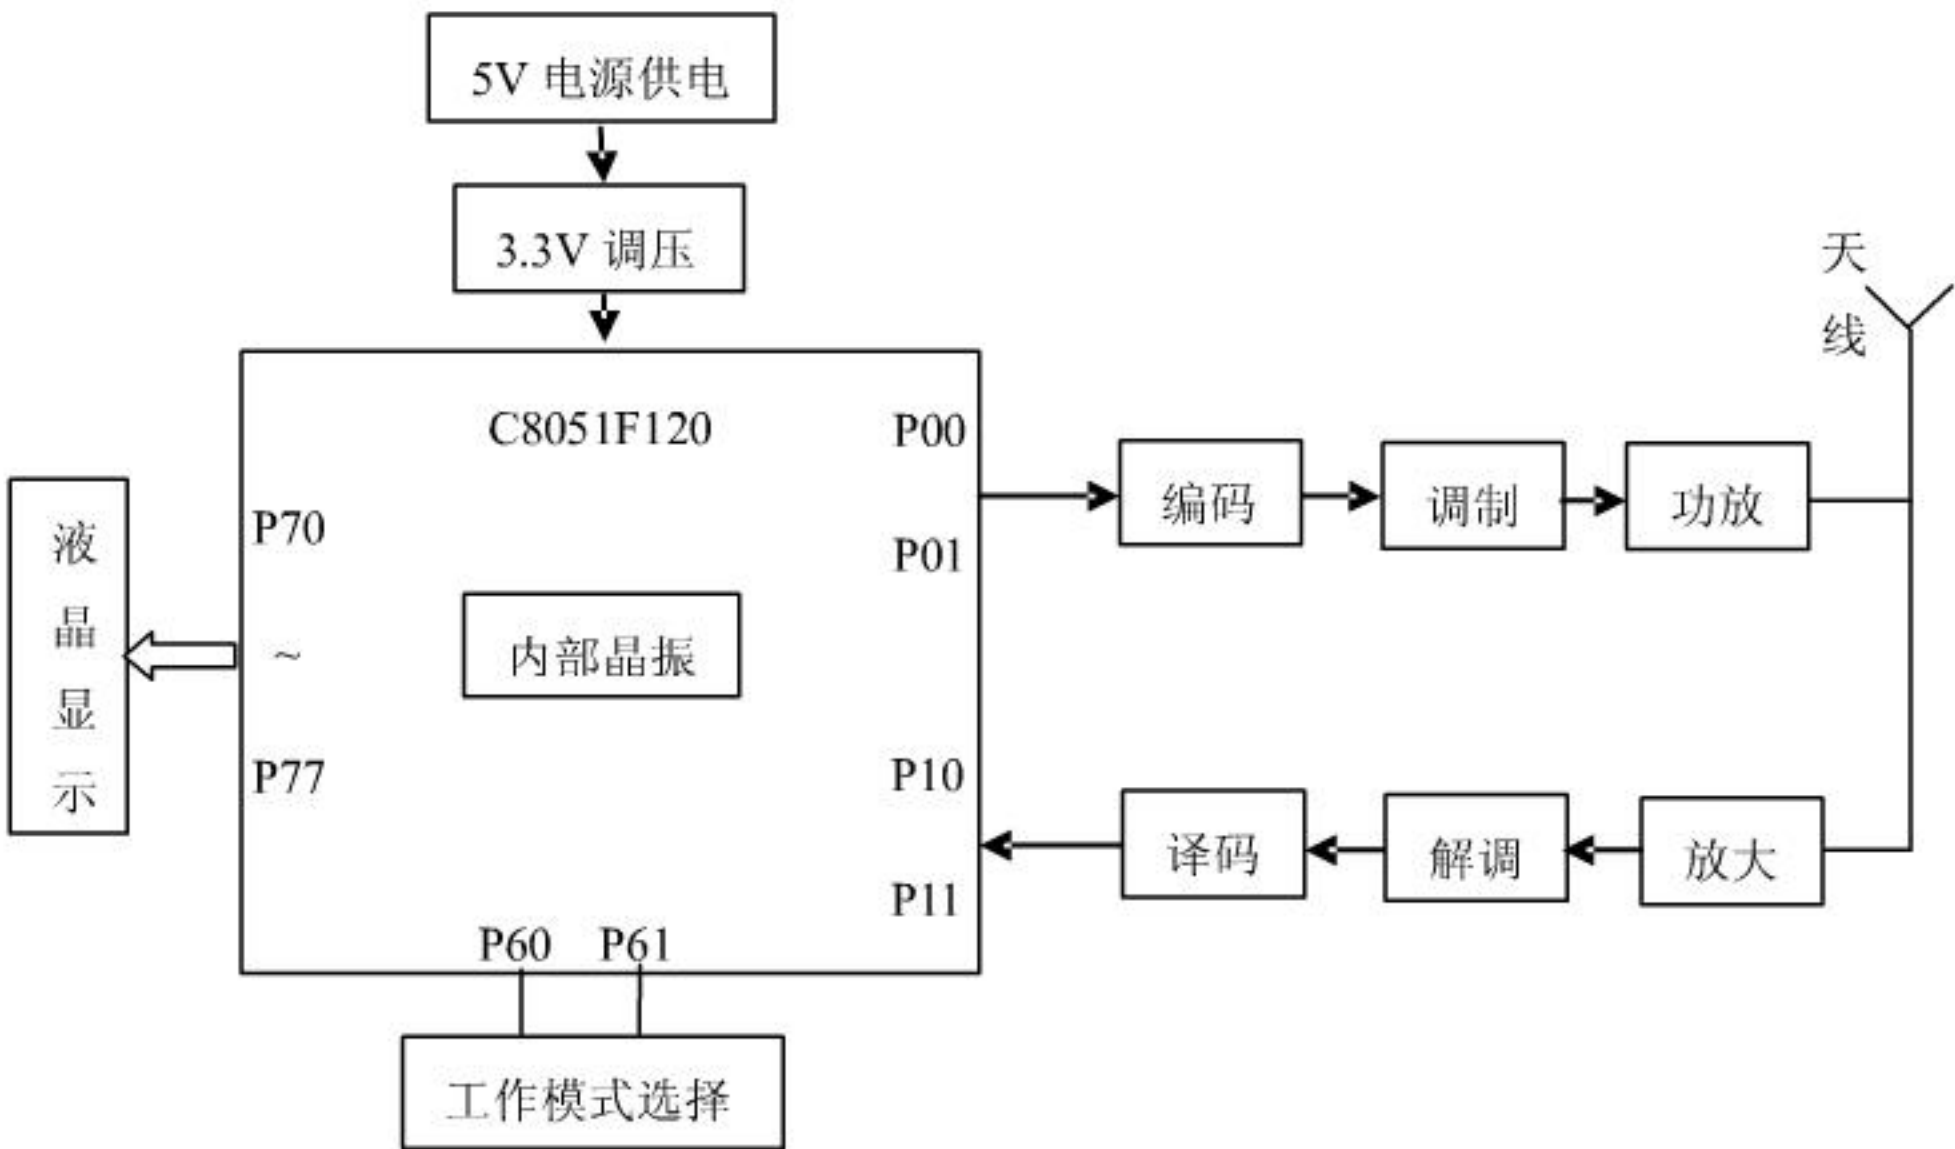 5V 电源供电
3.3V 调压
天线
C8051F120
P00
编码
调制
功放
P01
液晶显示
P70
~
P77
内部晶振
P10
译码
解调
放大
P11
P60 P61
工作模式选择